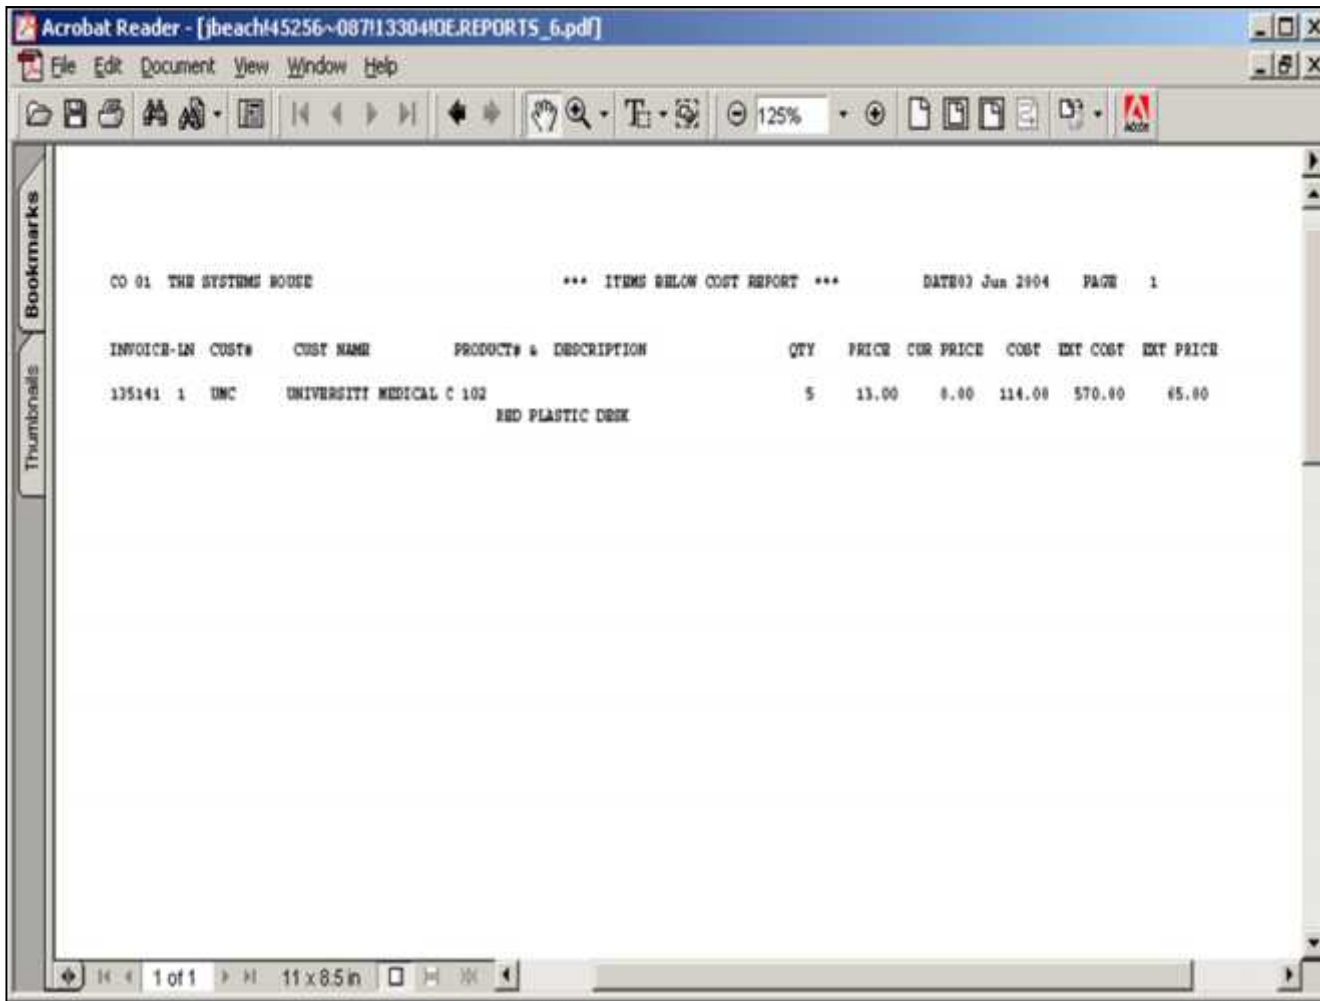 Acrobat Reader - [jbeach!45256~087!13304!OE.REPORTS_6.pdf]
File Edit Document View Window Help
125%
Adobe
Bookmarks
Thumbnails
CO 01 THE SYSTEMS HOUSE *** ITEMS BELOW COST REPORT *** DATE03 Jun 2004 PAGE 1
INVOICE-LN CUST# CUST NAME PRODUCT# & DESCRIPTION QTY PRICE CUR PRICE COST EXT COST EXT PRICE
135141 1 UMC UNIVERSITY MEDICAL C 102 5 13.00 0.00 114.00 570.00 65.00
RED PLASTIC DESK
1 of 1 11 x 8.5 in